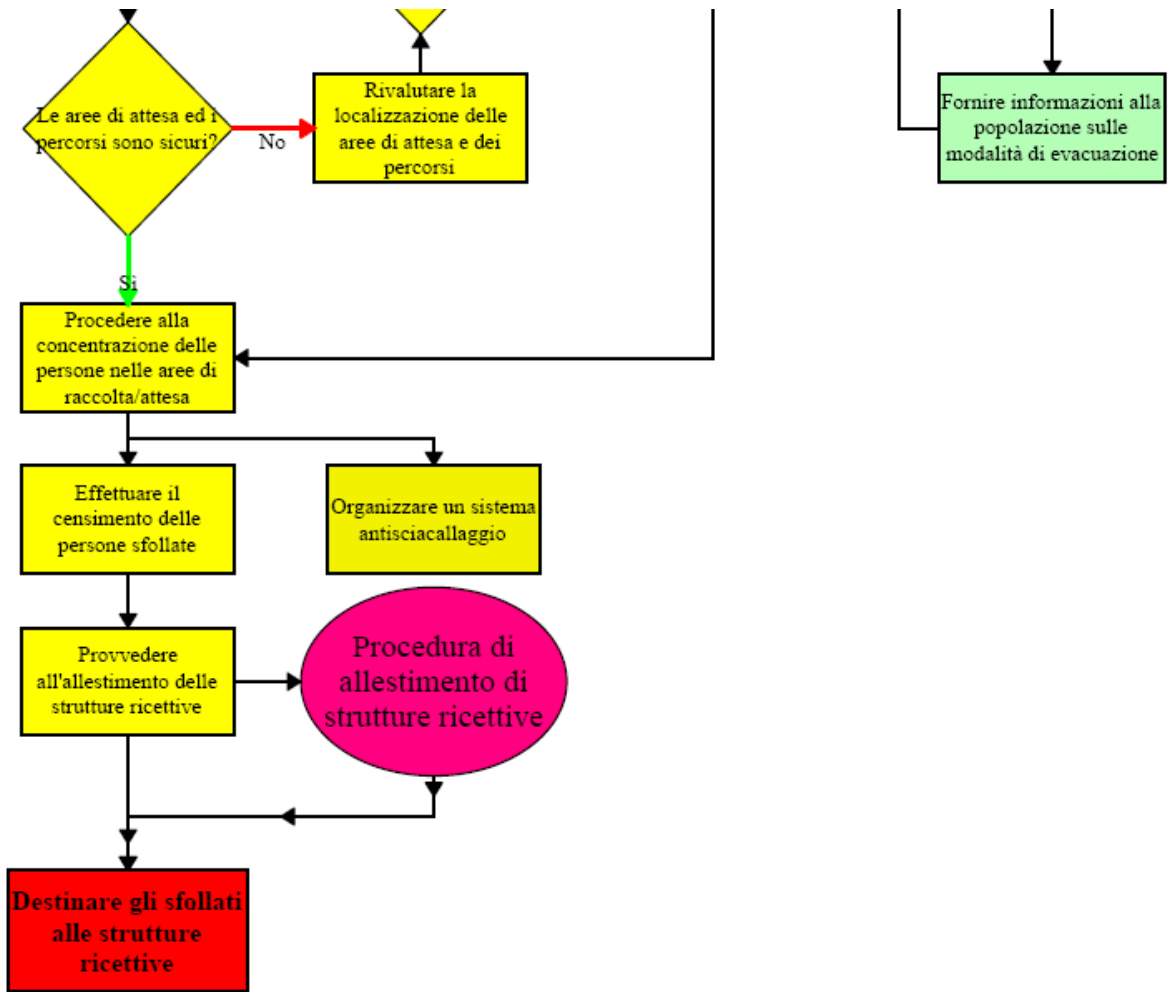 Le aree di attesa ed i
percorsi sono sicuri?
No
Rivalutare la
localizzazione delle
aree di attesa e dei
percorsi
Fornire informazioni alla
popolazione sulle
modalità di evacuazione
Si
Procedere alla
concentrazione delle
persone nelle aree di
raccolta/attesa
Effettuare il
censimento delle
persone sfollate
Organizzare un sistema
antisciacallaggio
Provvedere
all'allestimento delle
strutture ricettive
Procedura di
allestimento di
strutture ricettive
Destinare gli sfollati
alle strutture
ricettive